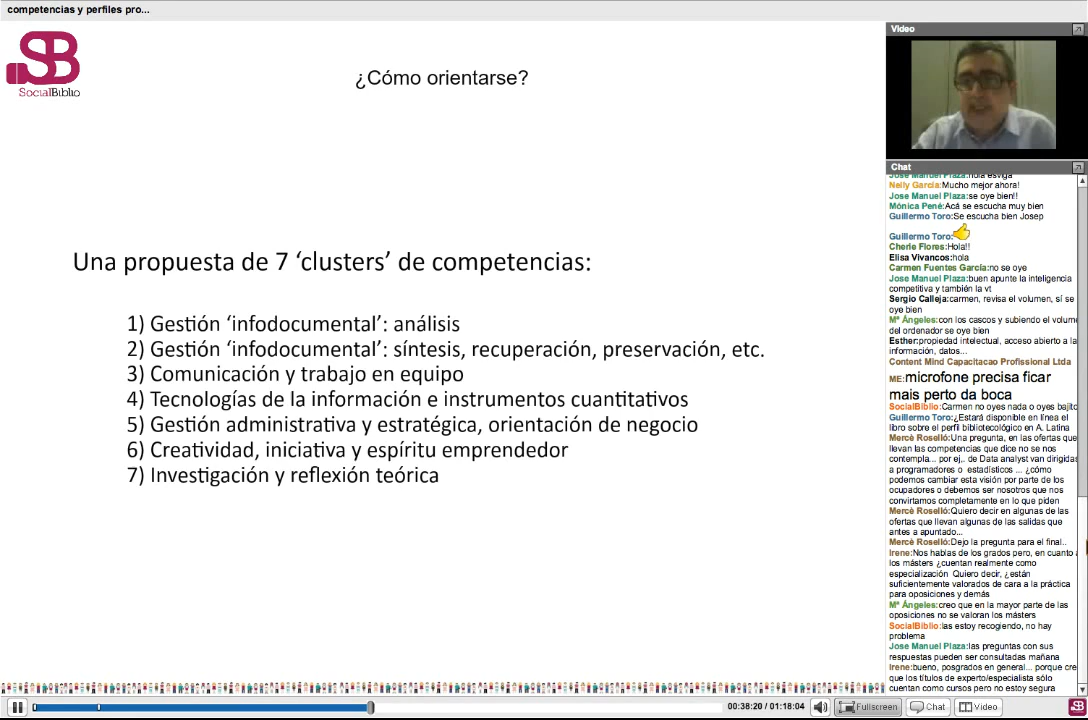 competencias y perfiles pro...
SB
SocialBiblio
¿Cómo orientarse?
Una propuesta de 7 ‘clusters’ de competencias:
1) Gestión ‘infodocumental’: análisis
2) Gestión ‘infodocumental’: síntesis, recuperación, preservación, etc.
3) Comunicación y trabajo en equipo
4) Tecnologías de la información e instrumentos cuantitativos
5) Gestión administrativa y estratégica, orientación de negocio
6) Creatividad, iniciativa y espíritu emprendedor
7) Investigación y reflexión teórica
Video
Chat
Jose Manuel Plaza:hola esviga
Nelly García:Mucho mejor ahora!
Jose Manuel Plaza:se oye bien!!
Mónica Pené:Acá se escucha muy bien
Guillermo Toro:Se escucha bien Josep
Guillermo Toro:
Cherie Flores:Hola!!
Elisa Vivancos:hola
Carmen Fuentes García:no se oye
Jose Manuel Plaza:buen apunte la inteligencia
competitiva y también la vt
Sergio Calleja:carmen, revisa el volumen, sí se
oye bien
Mª Ángeles:con los cascos y subiendo el volume
del ordenador se oye bien
Esther:propiedad intelectual, acceso abierto a la
información, datos...
Content Mind Capacitacao Profissional Ltda
ME:microfone precisa ficar
mais perto da boca
SocialBiblio:Carmen no oyes nada o oyes bajito
Guillermo Toro:¿Estará disponible en línea el
libro sobre el perfil bibliotecológico en A. Latina
Mercè Roselló:Una pregunta, en las ofertas que
llevan las competencias que dice no se nos
contempla... por ej,. de Data analyst van dirigidas
a programadores o estadísticos ... ¿cómo
podemos cambiar esta visión por parte de los
ocupadores o debemos ser nosotros que nos
convirtamos completamente en lo que piden
Mercè Roselló:Quiero decir en algunas de las
ofertas que llevan algunas de las salidas que
antes a apuntado...
Mercè Roselló:Dejo la pregunta para el final..
Irene:Nos hablas de los grados pero, en cuanto a
los másters ¿cuentan realmente como
especialización Quiero decir, ¿están
suficientemente valorados de cara a la práctica
para oposiciones y demás
Mª Ángeles:creo que en la mayor parte de las
oposiciones no se valoran los másters
SocialBiblio:las estoy recogiendo, no hay
problema
Jose Manuel Plaza:las preguntas con sus
respuestas pueden ser consultadas mañana
Irene:bueno, posgrados en general... porque cre
que los títulos de experto/especialista sólo
cuentan como cursos pero no estoy segura
00:38:20 / 01:18:04
Fullscreen
Chat
Video
SB